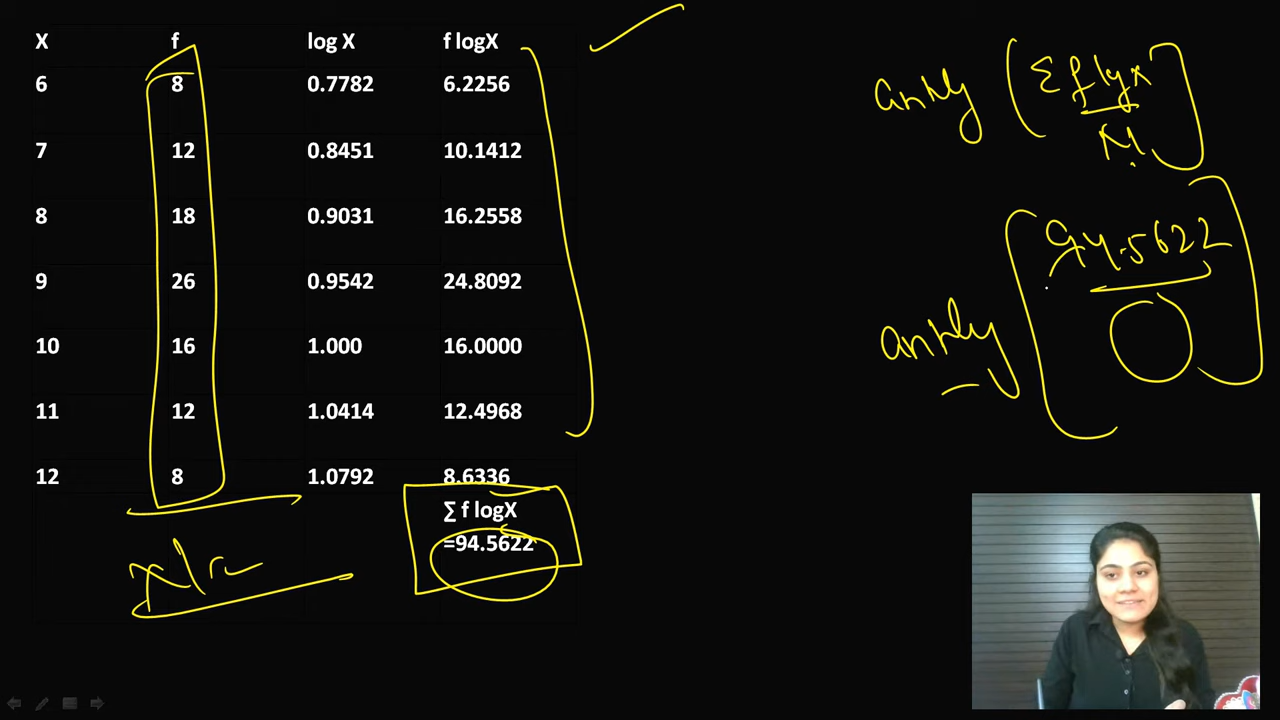 X f log X f logX
6 8 0.7782 6.2256
7 12 0.8451 10.1412
8 18 0.9031 16.2558
9 26 0.9542 24.8092
10 16 1.000 16.0000
11 12 1.0414 12.4968
12 8 1.0792 8.6336
∑ f logX
=94.5622
Σ f log x
N
94.5622